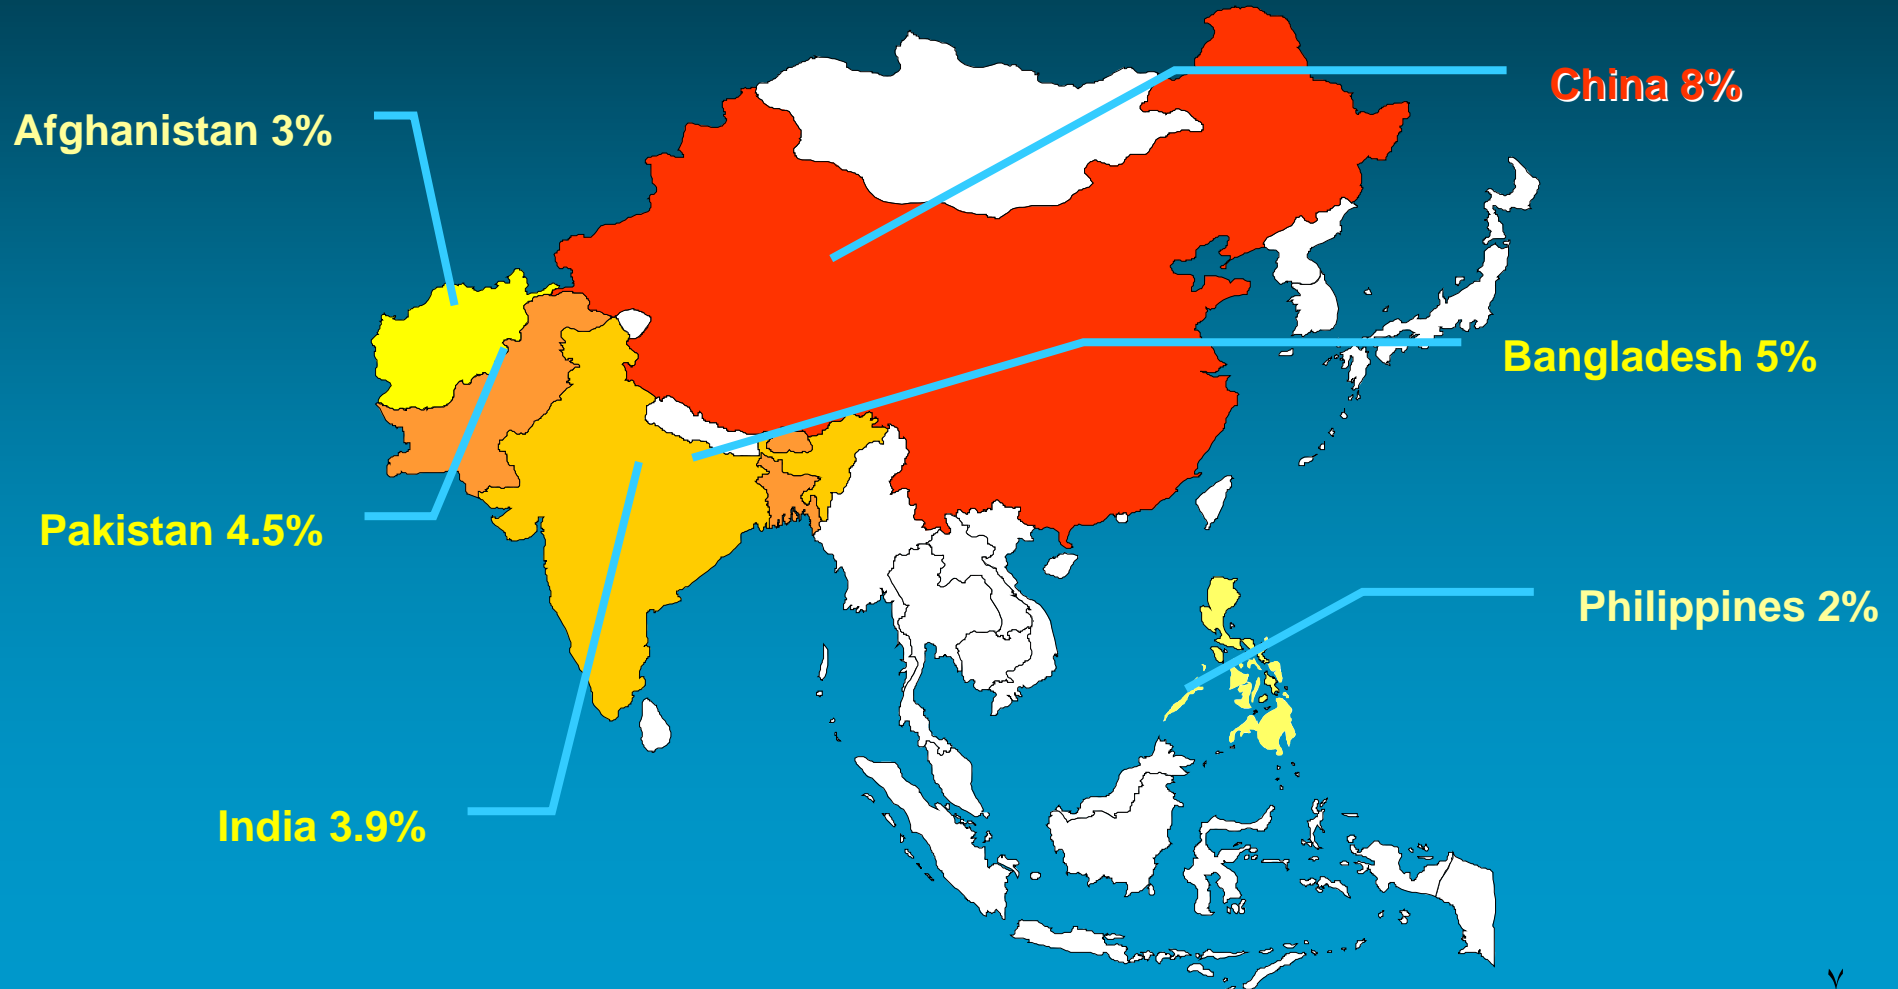 China 8%
Afghanistan 3%
Bangladesh 5%
Pakistan 4.5%
Philippines 2%
India 3.9%
٧